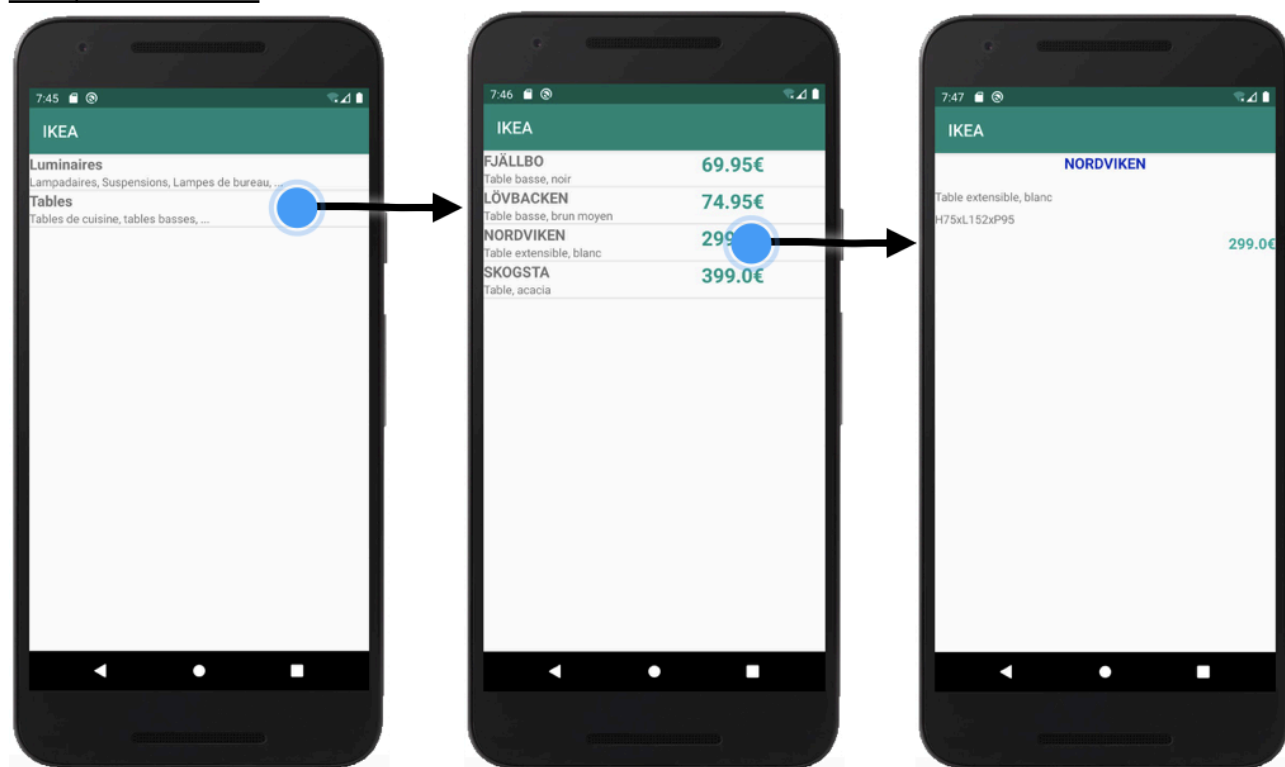 7:45
IKEA
Luminaires
Lampadaires, Suspensions, Lampes de bureau, ...
Tables
Tables de cuisine, tables basses, ...
7:46
IKEA
FJÄLLBO 69.95€
Table basse, noir
LÖVBACKEN 74.95€
Table basse, brun moyen
NORDVIKEN 299
Table extensible, blanc
SKOGSTA 399.0€
Table, acacia
7:47
IKEA
NORDVIKEN
Table extensible, blanc
H75xL152xP95
299.0€